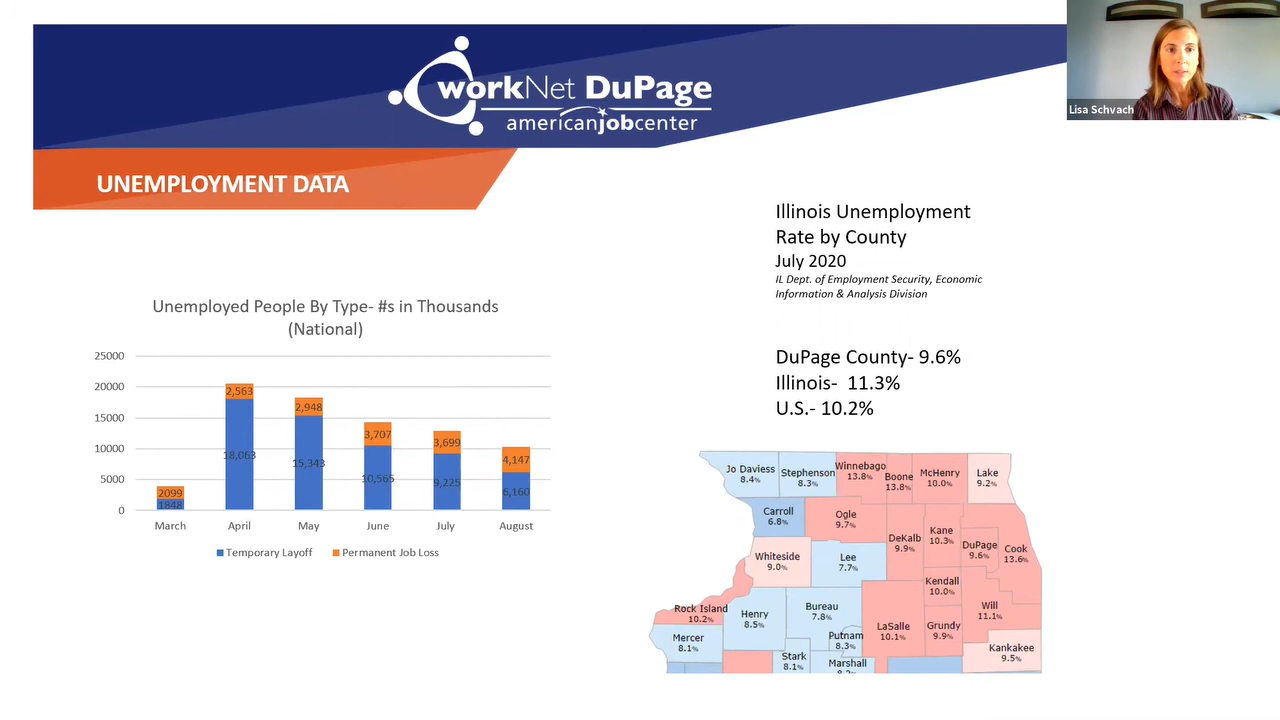 workNet DuPage
americanjobcenter
Lisa Schvach
UNEMPLOYMENT DATA
Illinois Unemployment
Rate by County
July 2020
IL Dept. of Employment Security, Economic
Information & Analysis Division
DuPage County- 9.6%
Illinois- 11.3%
U.S.- 10.2%
Unemployed People By Type- #s in Thousands
(National)
25000
20000
15000
10000
5000
0
2099
1848
2,563
18,063
2,948
15,343
3,707
10,565
3,699
9,225
4,147
6,160
March April May June July August
Temporary Layoff Permanent Job Loss
Jo Daviess
8.4%
Stephenson
8.3%
Winnebago
13.8%
Boone
13.8%
McHenry
10.0%
Lake
9.2%
Carroll
6.8%
Ogle
9.7%
DeKalb
9.9%
Kane
10.3%
DuPage
9.6%
Cook
13.6%
Whiteside
9.0%
Lee
7.7%
Kendall
10.0%
Rock Island
10.2%
Henry
8.5%
Bureau
7.8%
Putnam
8.3%
LaSalle
10.1%
Grundy
9.9%
Will
11.1%
Mercer
8.1%
Stark
8.1%
Marshall
Kankakee
9.5%